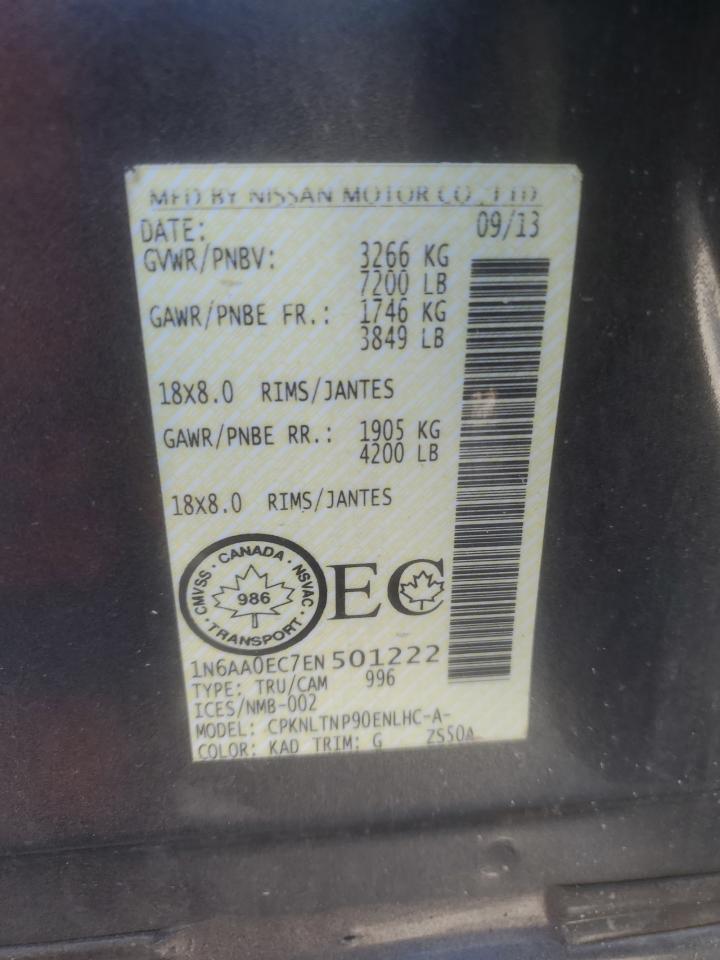 MFD BY NISSAN MOTOR CO., LTD
DATE: 09/13
GVWR/PNBV: 3266 KG
7200 LB
GAWR/PNBE FR.: 1746 KG
3849 LB
18X8.0 RIMS/JANTES
GAWR/PNBE RR.: 1905 KG
4200 LB
18X8.0 RIMS/JANTES
CMVSS · CANADA · NSVAC · TRANSPORT ·
986
EC
1N6AA0EC7EN501222
TYPE: TRU/CAM 996
ICES/NMB-002
MODEL: CPKNLTNP90ENLHC-A-
COLOR: KAD TRIM: G ZS50A